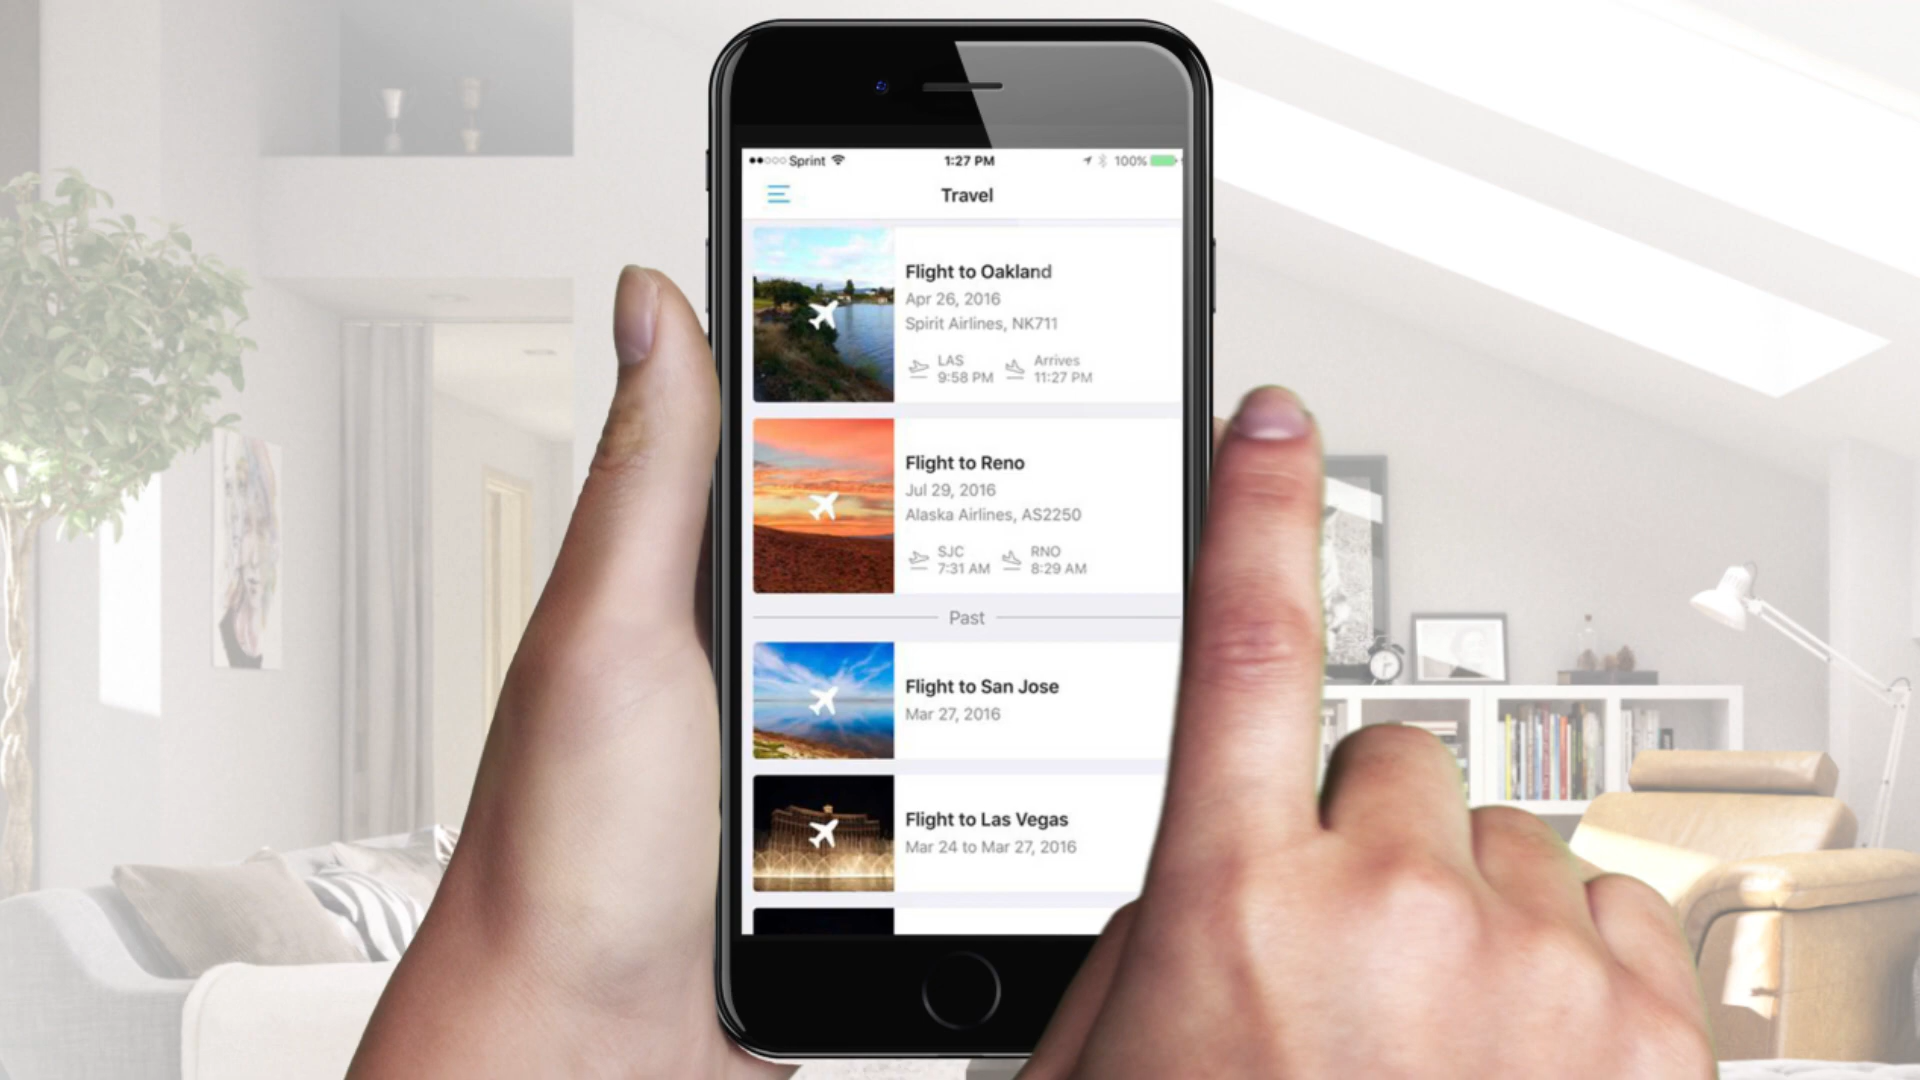 Sprint 1:27 PM 100%
Travel
Flight to Oakland
Apr 26, 2016
Spirit Airlines, NK711
LAS Arrives
9:58 PM 11:27 PM
Flight to Reno
Jul 29, 2016
Alaska Airlines, AS2250
SJC RNO
7:31 AM 8:29 AM
Past
Flight to San Jose
Mar 27, 2016
Flight to Las Vegas
Mar 24 to Mar 27, 2016